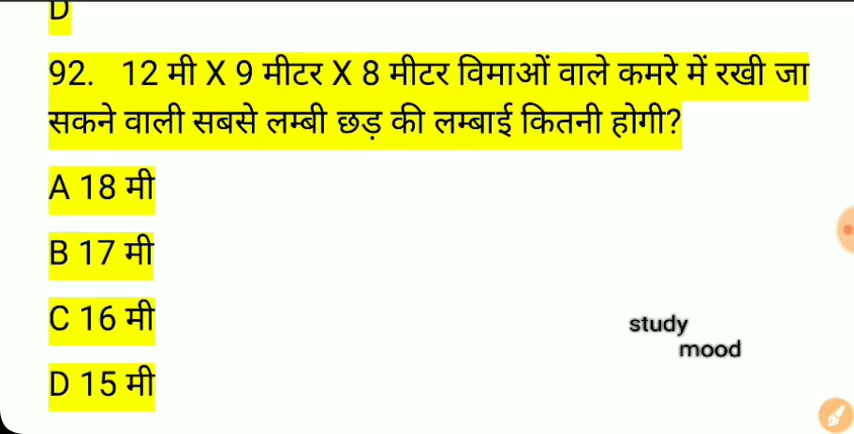 D
92. 12 मी X 9 मीटर X 8 मीटर विमाओं वाले कमरे में रखी जा
सकने वाली सबसे लम्बी छड़ की लम्बाई कितनी होगी?
A 18 मी
B 17 मी
C 16 मी
D 15 मी
study
mood